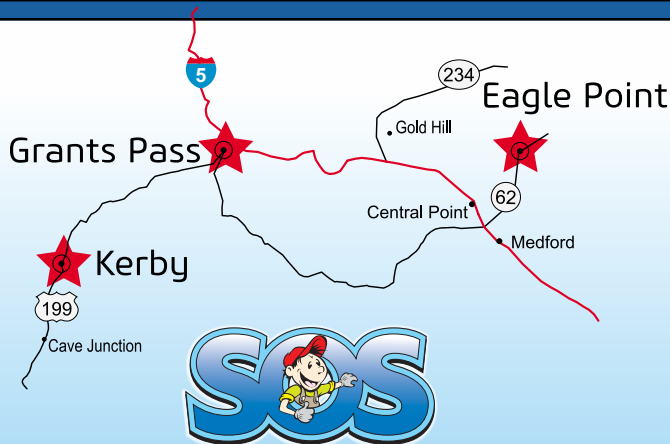 5
234
Eagle Point
Gold Hill
Grants Pass
62
Central Point
Medford
Kerby
199
Cave Junction
SOS